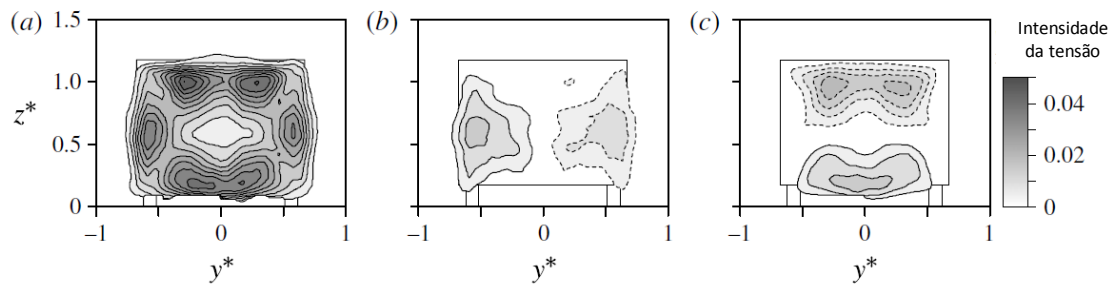 (a)
1.5
1.0
z*
0.5
0
−1
0
1
y*
(b)
−1
0
1
y*
(c)
−1
0
1
y*
Intensidade
da tensão
0.04
0.02
0